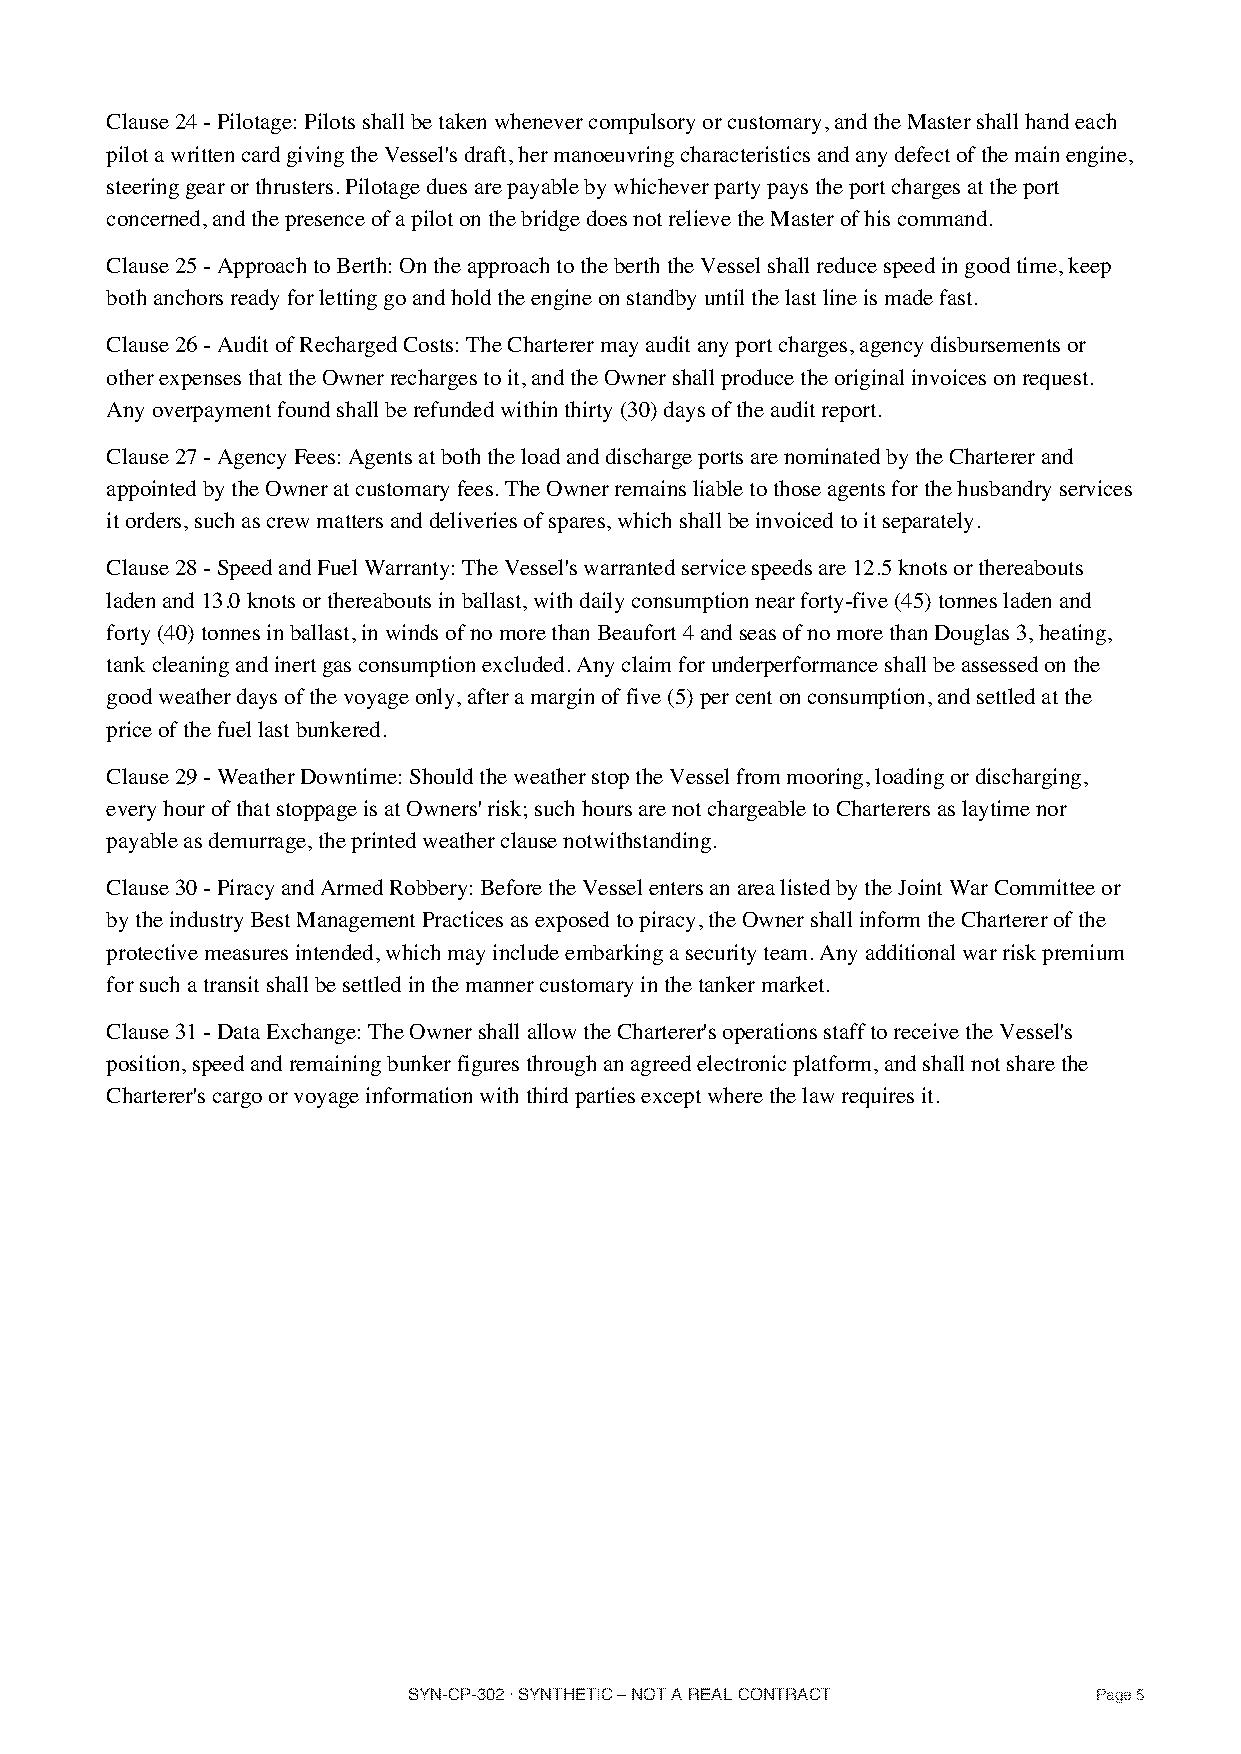 Clause 24 - Pilotage: Pilots shall be taken whenever compulsory or customary, and the Master shall hand each
pilot a written card giving the Vessel's draft, her manoeuvring characteristics and any defect of the main engine,
steering gear or thrusters. Pilotage dues are payable by whichever party pays the port charges at the port
concerned, and the presence of a pilot on the bridge does not relieve the Master of his command.
Clause 25 - Approach to Berth: On the approach to the berth the Vessel shall reduce speed in good time, keep
both anchors ready for letting go and hold the engine on standby until the last line is made fast.
Clause 26 - Audit of Recharged Costs: The Charterer may audit any port charges, agency disbursements or
other expenses that the Owner recharges to it, and the Owner shall produce the original invoices on request.
Any overpayment found shall be refunded within thirty (30) days of the audit report.
Clause 27 - Agency Fees: Agents at both the load and discharge ports are nominated by the Charterer and
appointed by the Owner at customary fees. The Owner remains liable to those agents for the husbandry services
it orders, such as crew matters and deliveries of spares, which shall be invoiced to it separately.
Clause 28 - Speed and Fuel Warranty: The Vessel's warranted service speeds are 12.5 knots or thereabouts
laden and 13.0 knots or thereabouts in ballast, with daily consumption near forty-five (45) tonnes laden and
forty (40) tonnes in ballast, in winds of no more than Beaufort 4 and seas of no more than Douglas 3, heating,
tank cleaning and inert gas consumption excluded. Any claim for underperformance shall be assessed on the
good weather days of the voyage only, after a margin of five (5) per cent on consumption, and settled at the
price of the fuel last bunkered.
Clause 29 - Weather Downtime: Should the weather stop the Vessel from mooring, loading or discharging,
every hour of that stoppage is at Owners' risk; such hours are not chargeable to Charterers as laytime nor
payable as demurrage, the printed weather clause notwithstanding.
Clause 30 - Piracy and Armed Robbery: Before the Vessel enters an area listed by the Joint War Committee or
by the industry Best Management Practices as exposed to piracy, the Owner shall inform the Charterer of the
protective measures intended, which may include embarking a security team. Any additional war risk premium
for such a transit shall be settled in the manner customary in the tanker market.
Clause 31 - Data Exchange: The Owner shall allow the Charterer's operations staff to receive the Vessel's
position, speed and remaining bunker figures through an agreed electronic platform, and shall not share the
Charterer's cargo or voyage information with third parties except where the law requires it.
SYN-CP-302 · SYNTHETIC – NOT A REAL CONTRACT
Page 5